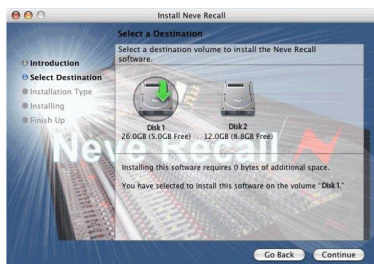 Install Neve Recall
Select a Destination
Introduction
Select Destination
Installation Type
Installing
Finish Up
Select a destination volume to install the Neve Recall
software.
Disk 1
26.0GB (5.0GB Free)
Disk 2
12.0GB (8.8GB Free)
Installing this software requires 0 bytes of additional space.
You have selected to install this software on the volume "Disk1."
Neve Recall
Go Back
Continue